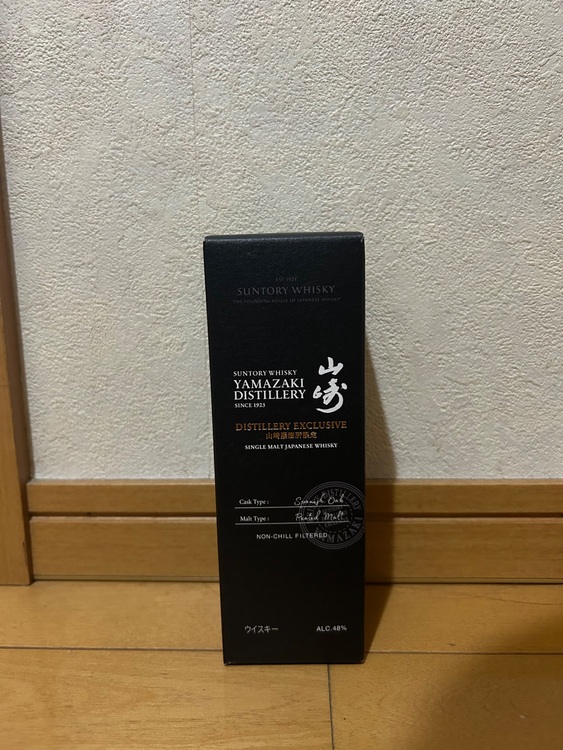 EST. 1923
SUNTORY WHISKY
THE FOUNDING HOUSE OF JAPANESE WHISKY
SUNTORY WHISKY
YAMAZAKI
DISTILLERY
SINCE 1923
山崎
DISTILLERY EXCLUSIVE
山崎蒸溜所限定
SINGLE MALT JAPANESE WHISKY
Cask Type : Spanish Oak
Malt Type : Peated Malt
DISTILLERY
YAMAZAKI
NON-CHILL FILTERED
ウイスキー
ALC.48%